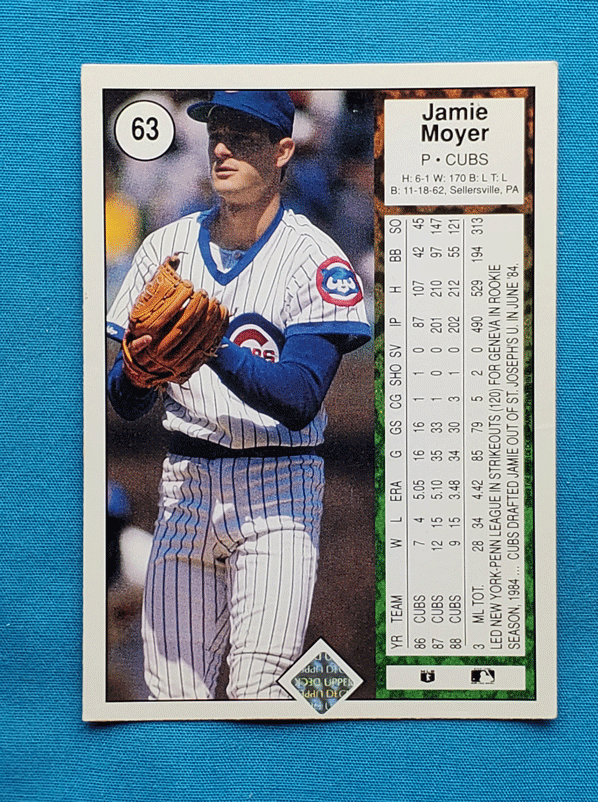 63
Jamie
Moyer
P • CUBS
H: 6-1 W: 170 B: L T: L
B: 11-18-62, Sellersville, PA
YR TEAM W L ERA G GS CG SHO SV IP H BB SO
86 CUBS 7 4 5.05 16 16 1 1 0 87 107 42 45
87 CUBS 12 15 5.10 35 33 1 0 0 201 210 97 147
88 CUBS 9 15 3.48 34 30 3 1 0 202 212 55 121
3 ML TOT. 28 34 4.42 85 79 5 2 0 490 529 194 313
LED NEW YORK-PENN LEAGUE IN STRIKEOUTS (120) FOR GENEVA IN ROOKIE
SEASON, 1984 ... CUBS DRAFTED JAMIE OUT OF ST. JOSEPH'S U. IN JUNE '84.
CUBS
UPPER DECK